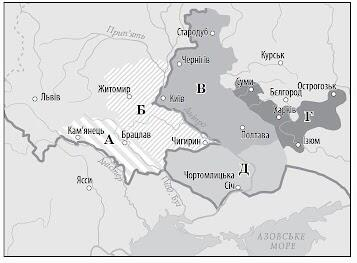 Стародуб
Прип'ять
Чернігів
Курськ
Житомир
В
Суми
Острогозьк
Бєлгород
Львів
Б
Київ
Харків
Г
Кам'янець
Дніпро
Полтава
А
Брацлав
Чигирин
Ізюм
Дністер
Д
Чортомлицька
Січ
Ясси
Півд. Буг
АЗОВСЬКЕ
МОРЕ